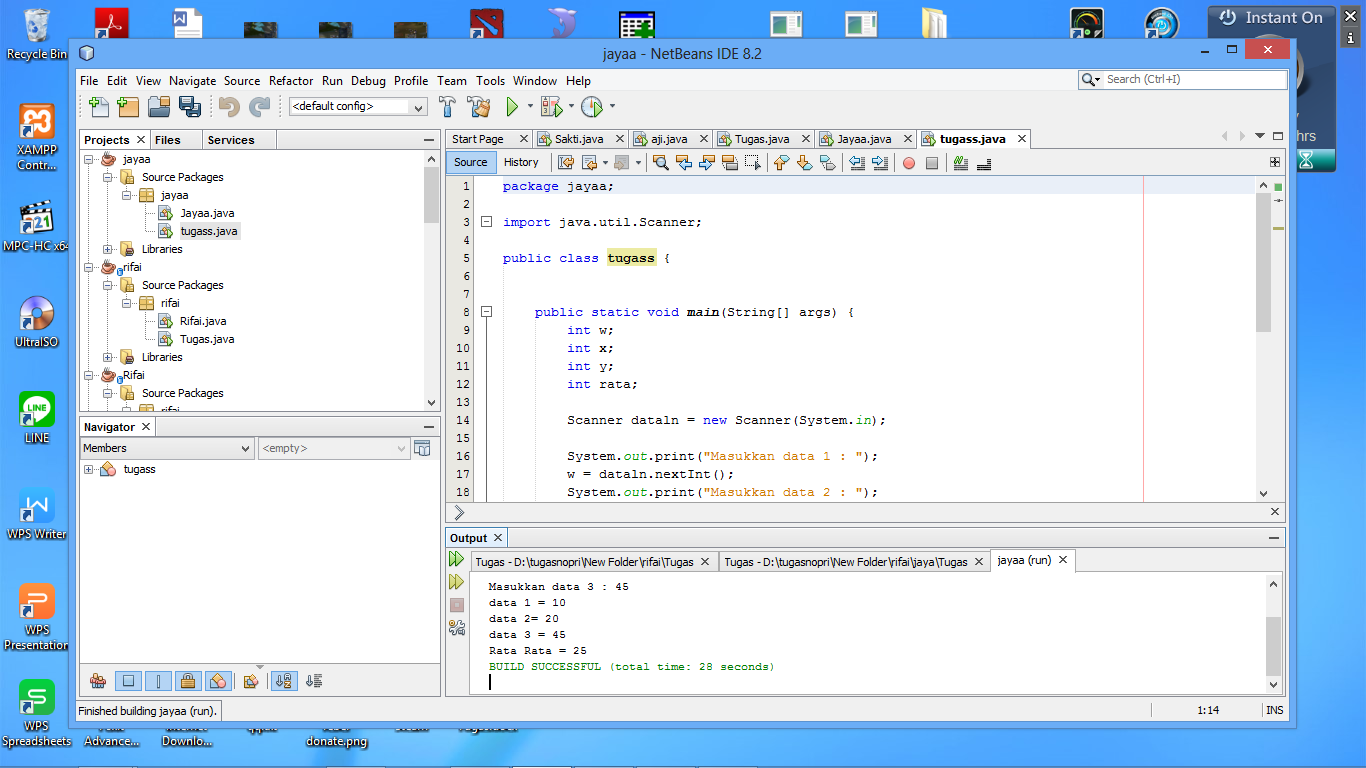 Recycle Bin
Instant On
jayaa - NetBeans IDE 8.2
File Edit View Navigate Source Refactor Run Debug Profile Team Tools Window Help
Search (Ctrl+I)
<default config>
hrs
XAMPP
Contr...
MPC-HC x64
UltraISO
LINE
LINE
WPS Writer
WPS
Presentation
WPS
Spreadsheets
Projects Files Services
jayaa
Source Packages
jayaa
Jayaa.java
tugass.java
Libraries
rifai
Source Packages
rifai
Rifai.java
Tugas.java
Libraries
Rifai
Source Packages
rifai
Navigator
Members <empty>
tugass
Start Page Sakti.java aji.java Tugas.java Jayaa.java tugass.java
Source History
1 package jayaa;
2
3 import java.util.Scanner;
4
5 public class tugass {
6
7
8 public static void main(String[] args) {
9 int w;
10 int x;
11 int y;
12 int rata;
13
14 Scanner dataln = new Scanner(System.in);
15
16 System.out.print("Masukkan data 1 : ");
17 w = dataln.nextInt();
18 System.out.print("Masukkan data 2 : ");
Output
Tugas - D:\tugasnopri\New Folder\rifai\Tugas Tugas - D:\tugasnopri\New Folder\rifai\jaya\Tugas jayaa (run)
Masukkan data 3 : 45
data 1 = 10
data 2= 20
data 3 = 45
Rata Rata = 25
BUILD SUCCESSFUL (total time: 28 seconds)
Finished building jayaa (run).
1:14 INS
Advance... Downlo... donate.png